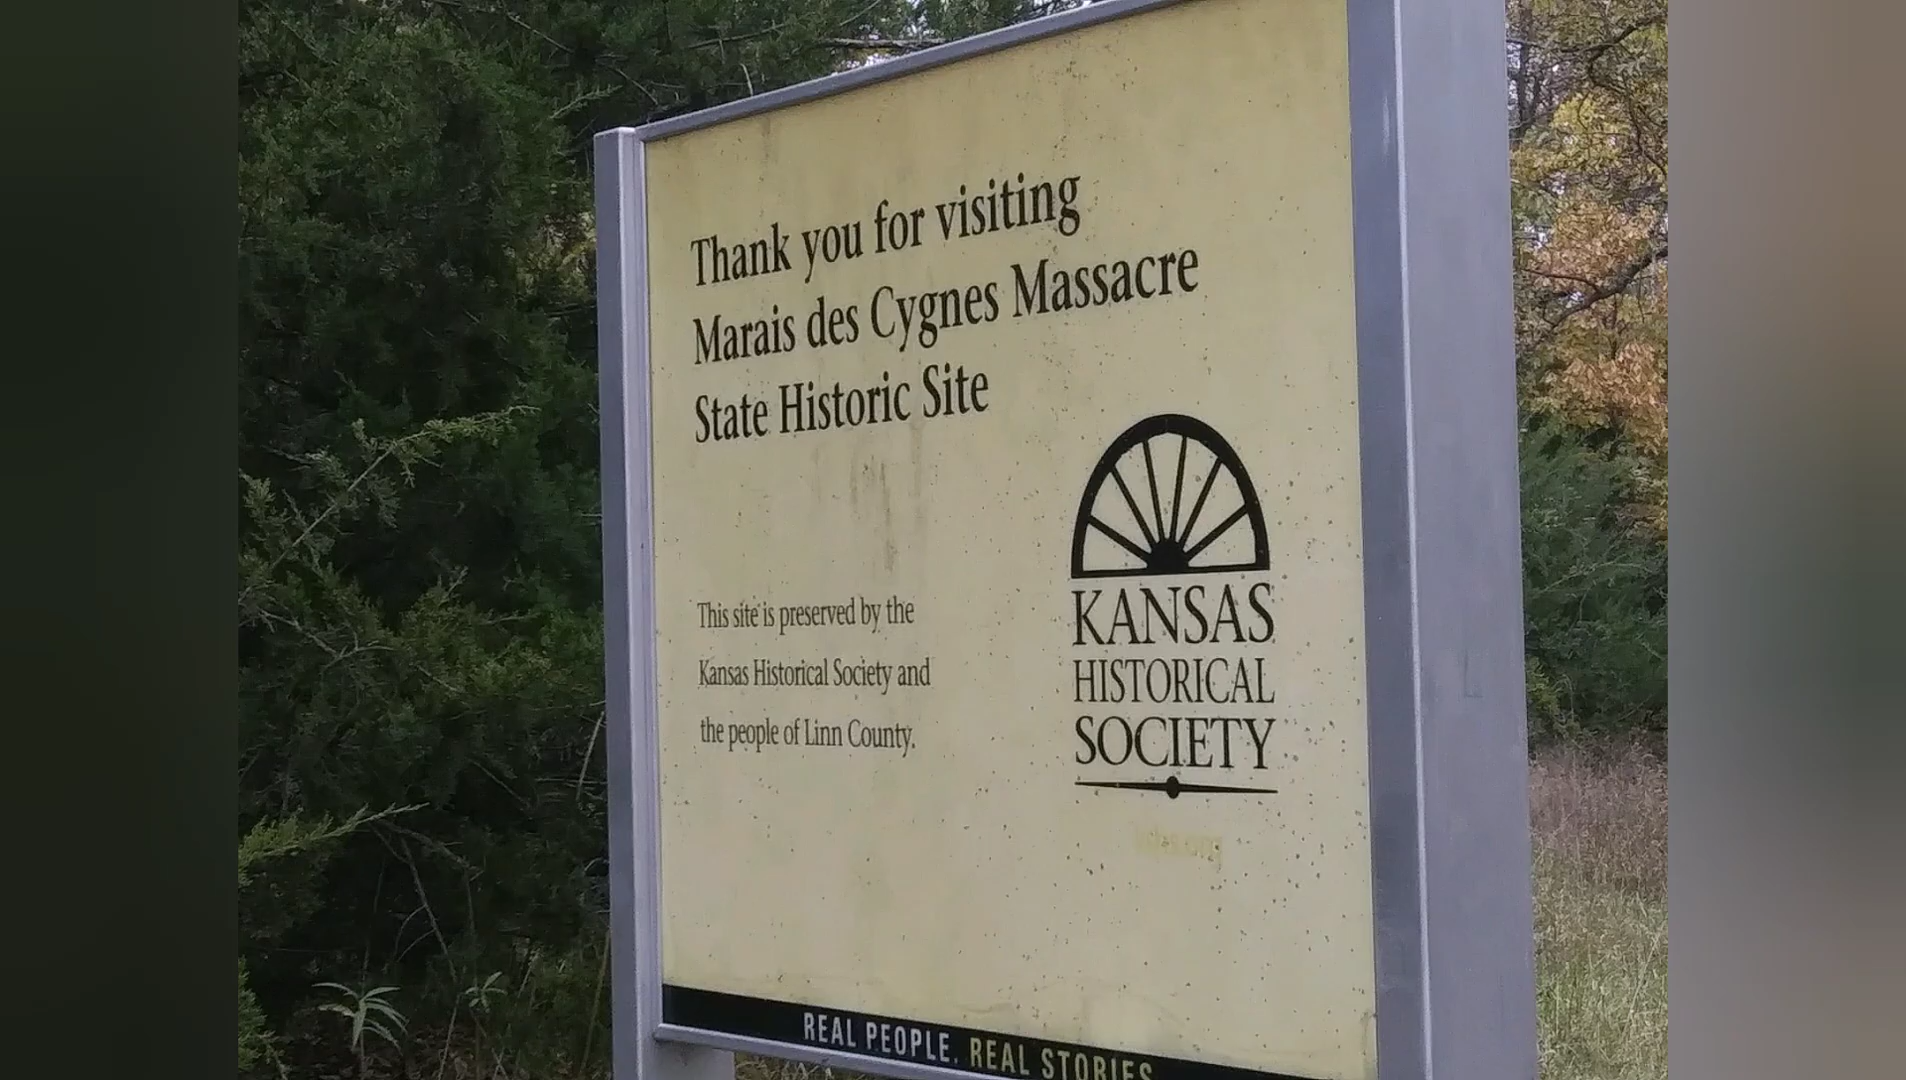 Thank you for visiting
Marais des Cygnes Massacre
State Historic Site
This site is preserved by the
Kansas Historical Society and
the people of Linn County.
KANSAS
HISTORICAL
SOCIETY
REAL PEOPLE. REAL STORIES.